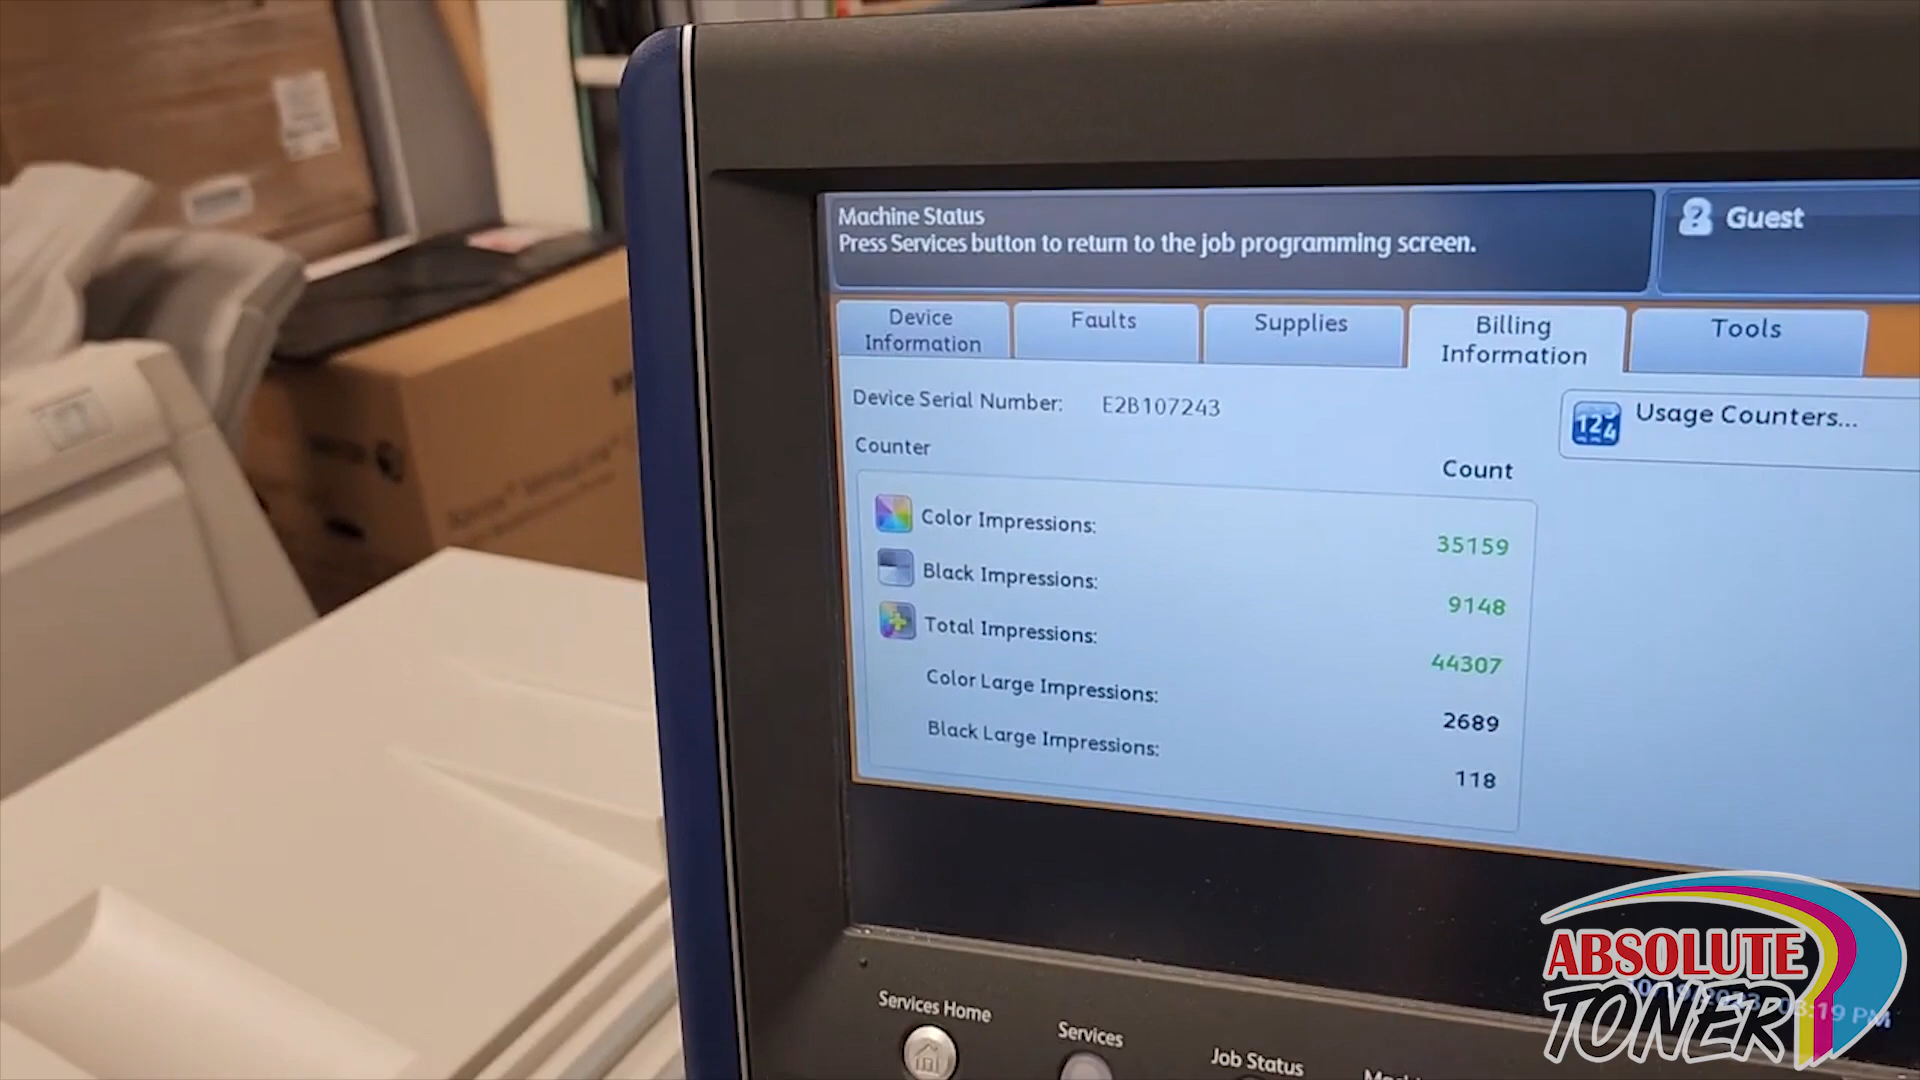 Machine Status
Press Services button to return to the job programming screen.
Guest
Device
Information
Faults
Supplies
Billing
Information
Tools
Device Serial Number: E2B107243
Usage Counters...
Counter
Count
Color Impressions: 35159
Black Impressions: 9148
Total Impressions: 44307
Color Large Impressions: 2689
Black Large Impressions: 118
Services Home
Services
Job Status
ABSOLUTE
TONER